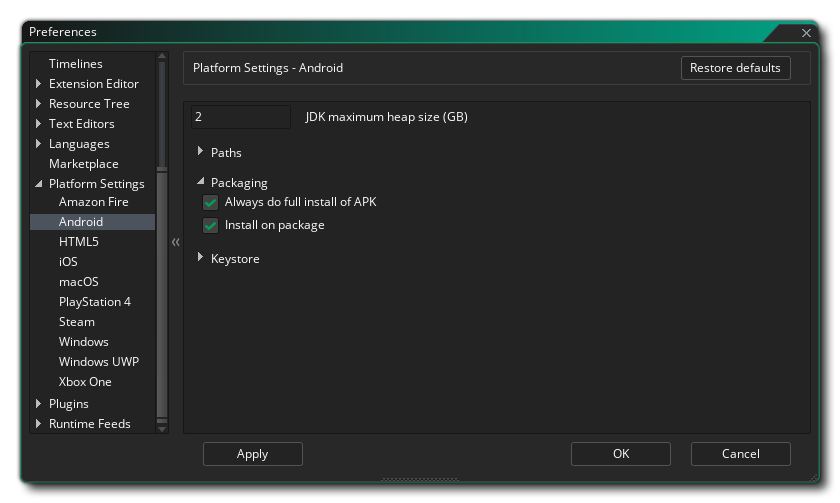 Preferences
Timelines
Extension Editor
Resource Tree
Text Editors
Languages
Marketplace
Platform Settings
Amazon Fire
Android
HTML5
iOS
macOS
PlayStation 4
Steam
Windows
Windows UWP
Xbox One
Plugins
Runtime Feeds
Platform Settings - Android
Restore defaults
2 JDK maximum heap size (GB)
Paths
Packaging
Always do full install of APK
Install on package
Keystore
Apply
OK
Cancel